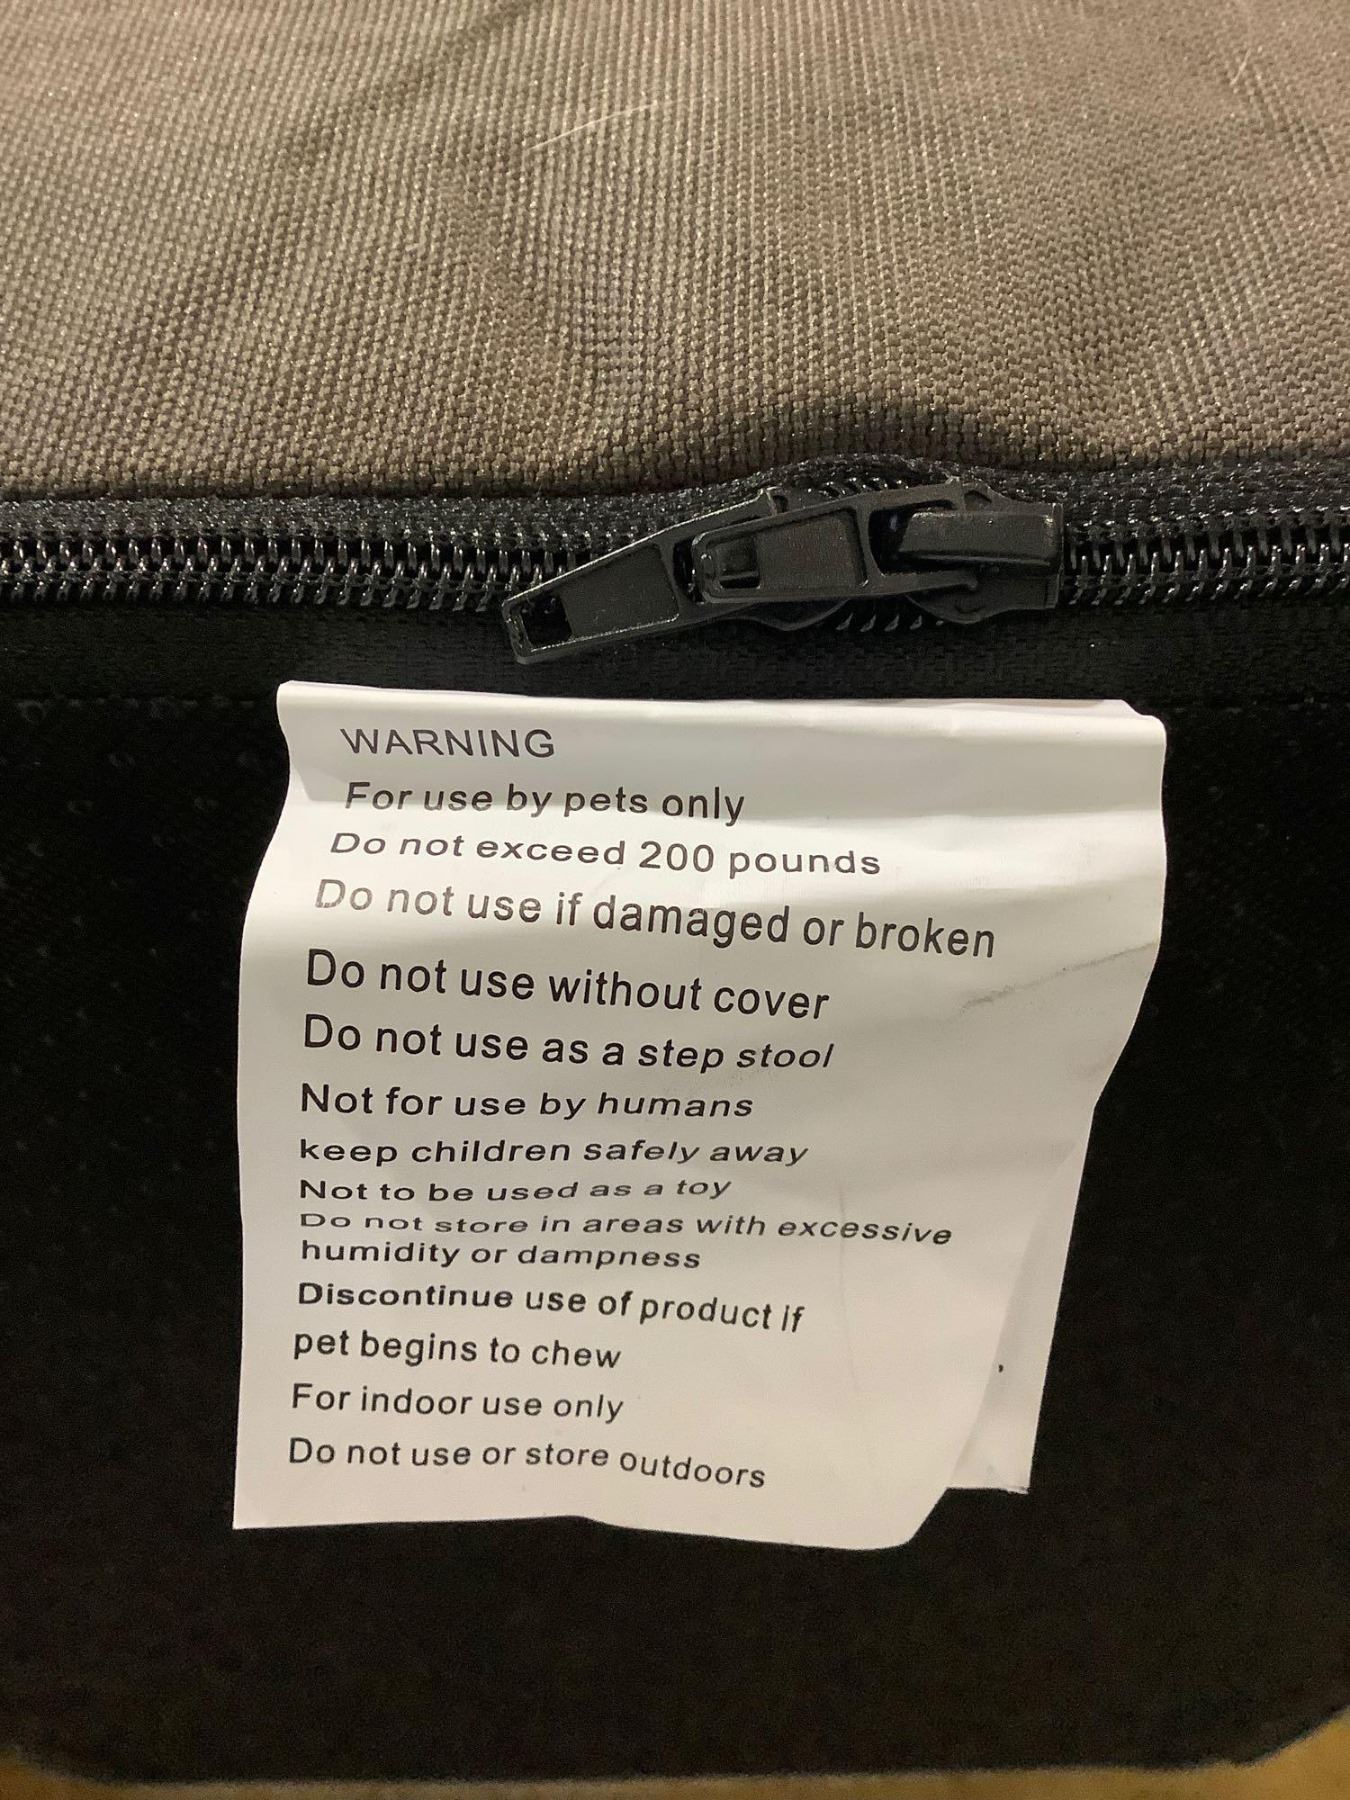 WARNING
For use by pets only
Do not exceed 200 pounds
Do not use if damaged or broken
Do not use without cover
Do not use as a step stool
Not for use by humans
keep children safely away
Not to be used as a toy
Do not store in areas with excessive
humidity or dampness
Discontinue use of product if
pet begins to chew
For indoor use only
Do not use or store outdoors